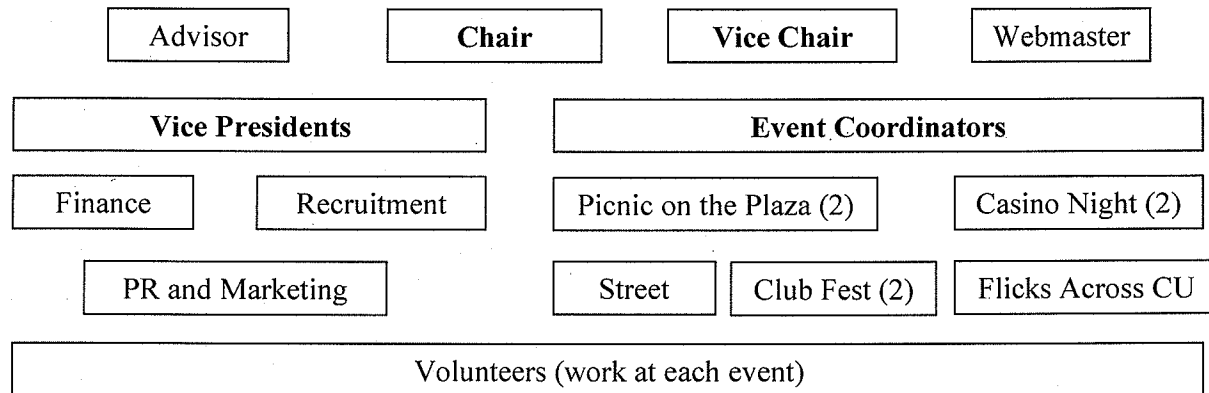 Advisor Chair Vice Chair Webmaster
Vice Presidents Event Coordinators
Finance Recruitment Picnic on the Plaza (2) Casino Night (2)
PR and Marketing Street Club Fest (2) Flicks Across CU
Volunteers (work at each event)